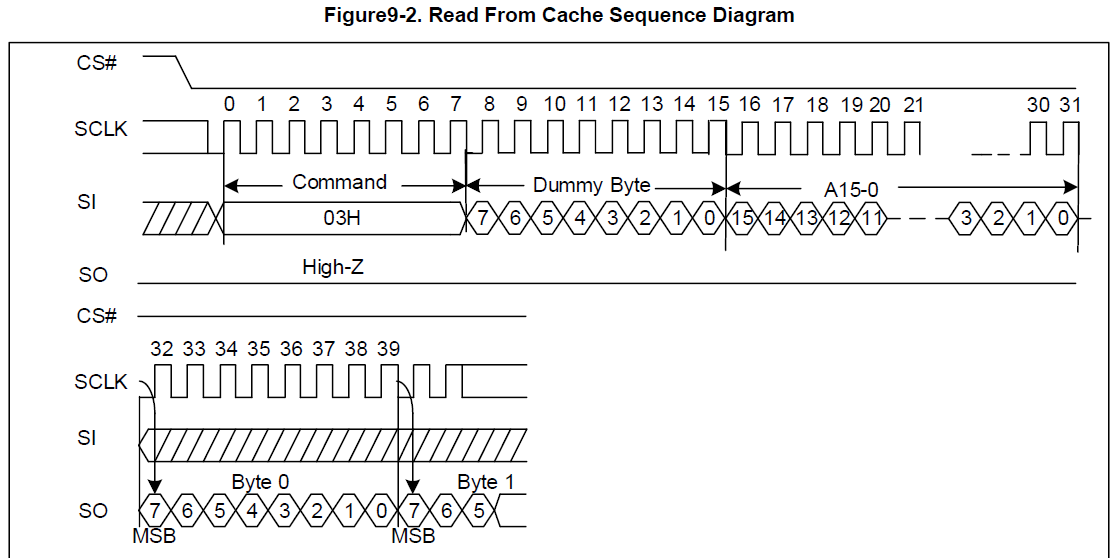 Figure9-2. Read From Cache Sequence Diagram
CS#
0 1 2 3 4 5 6 7 8 9 10 11 12 13 14 15 16 17 18 19 20 21 30 31
SCLK
Command Dummy Byte A15-0
SI 03H 7 6 5 4 3 2 1 0 15 14 13 12 11 3 2 1 0
High-Z
SO
CS#
32 33 34 35 36 37 38 39
SCLK
SI
Byte 0 Byte 1
SO 7 6 5 4 3 2 1 0 7 6 5
MSB MSB